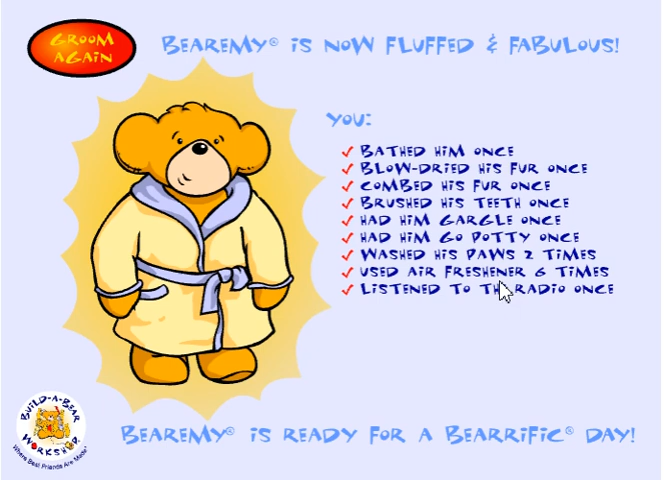 GROOM
AGAIN
BEAREMY® IS NOW FLUFFED & FABULOUS!
YOU:
BATHED HIM ONCE
BLOW-DRIED HIS FUR ONCE
COMBED HIS FUR ONCE
BRUSHED HIS TEETH ONCE
HAD HIM GARGLE ONCE
HAD HIM GO POTTY ONCE
WASHED HIS PAWS 2 TIMES
USED AIR FRESHENER 6 TIMES
LISTENED TO THE RADIO ONCE
BUILD-A-BEAR
WORKSHOP
Where Best Friends Are Made
BEAREMY® IS READY FOR A BEARRIFIC® DAY!